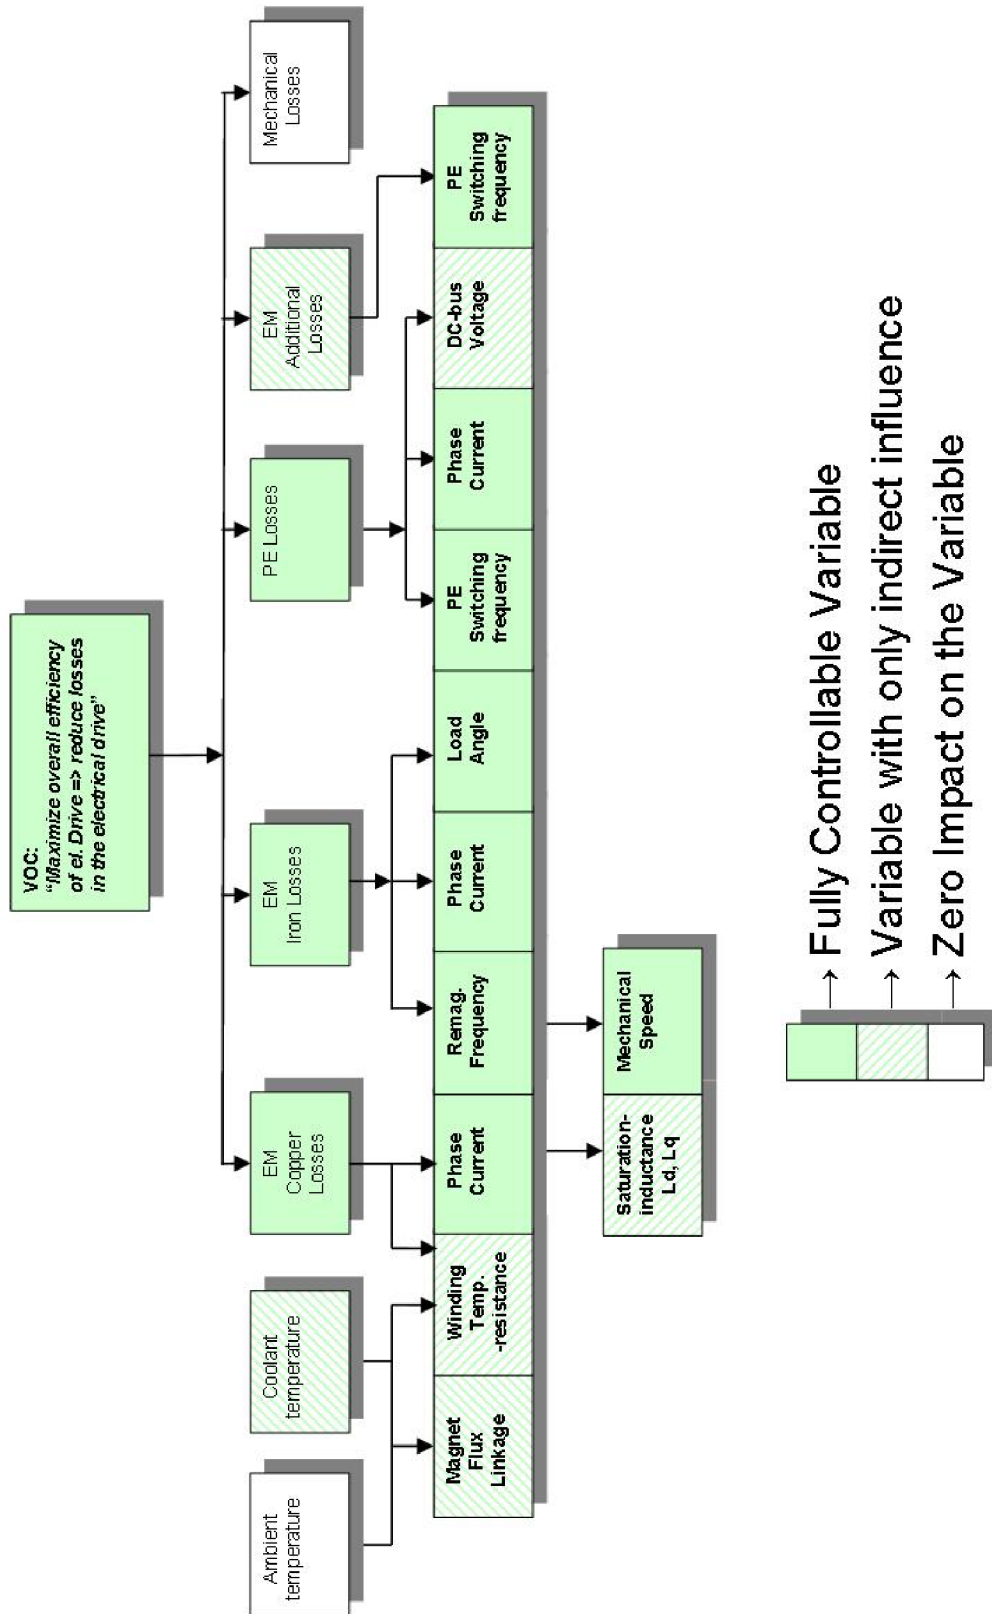 VOC:
"Maximize overall efficiency
of el. Drive => reduce losses
in the electrical drive"
Ambient
temperature
Coolant
temperature
EM
Copper
Losses
EM
Iron Losses
PE Losses
EM
Additional
Losses
Mechanical
Losses
Magnet
Flux
Linkage
Winding
Temp.
-resistance
Phase
Current
Remag.
Frequency
Phase
Current
Load
Angle
PE
Switching
frequency
Phase
Current
DC-bus
Voltage
PE
Switching
frequency
Saturation-
inductance
Ld, Lq
Mechanical
Speed
→ Fully Controllable Variable
→ Variable with only indirect influence
→ Zero Impact on the Variable